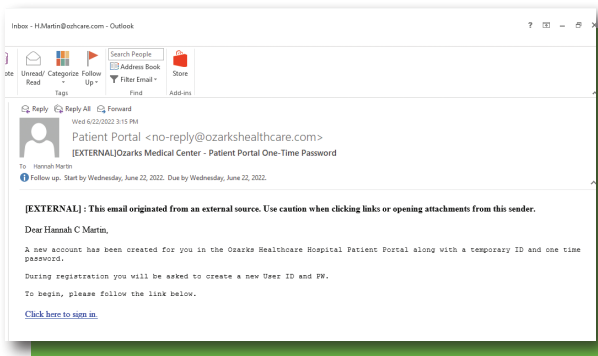 Inbox - H.Martin@ozhcare.com - Outlook
Unread/ Categorize Follow
Read Up
Search People
Address Book
Filter Email
Store
Tags Find Add-ins
Reply Reply All Forward
Wed 6/22/2022 3:15 PM
Patient Portal <no-reply@ozarkshealthcare.com>
[EXTERNAL]Ozarks Medical Center - Patient Portal One-Time Password
To Hannah Martin
Follow up. Start by Wednesday, June 22, 2022. Due by Wednesday, June 22, 2022.
[EXTERNAL] : This email originated from an external source. Use caution when clicking links or opening attachments from this sender.
Dear Hannah C Martin,
A new account has been created for you in the Ozarks Healthcare Hospital Patient Portal along with a temporary ID and one time
password.
During registration you will be asked to create a new User ID and PW.
To begin, please follow the link below.
Click here to sign in.